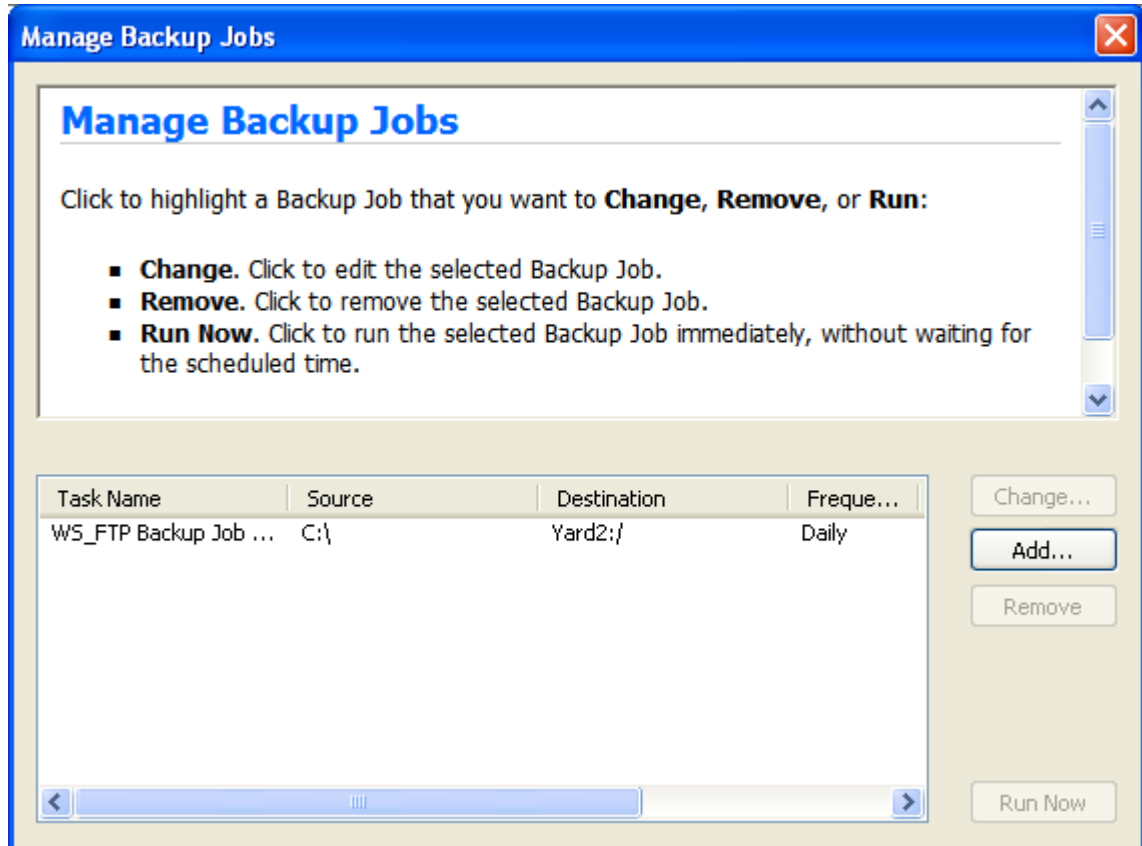 Manage Backup Jobs
Manage Backup Jobs
Click to highlight a Backup Job that you want to Change, Remove, or Run:
▪ Change. Click to edit the selected Backup Job.
▪ Remove. Click to remove the selected Backup Job.
▪ Run Now. Click to run the selected Backup Job immediately, without waiting for
the scheduled time.
Task Name Source Destination Freque...
WS_FTP Backup Job ... C:\ Yard2:/ Daily
Change...
Add...
Remove
Run Now